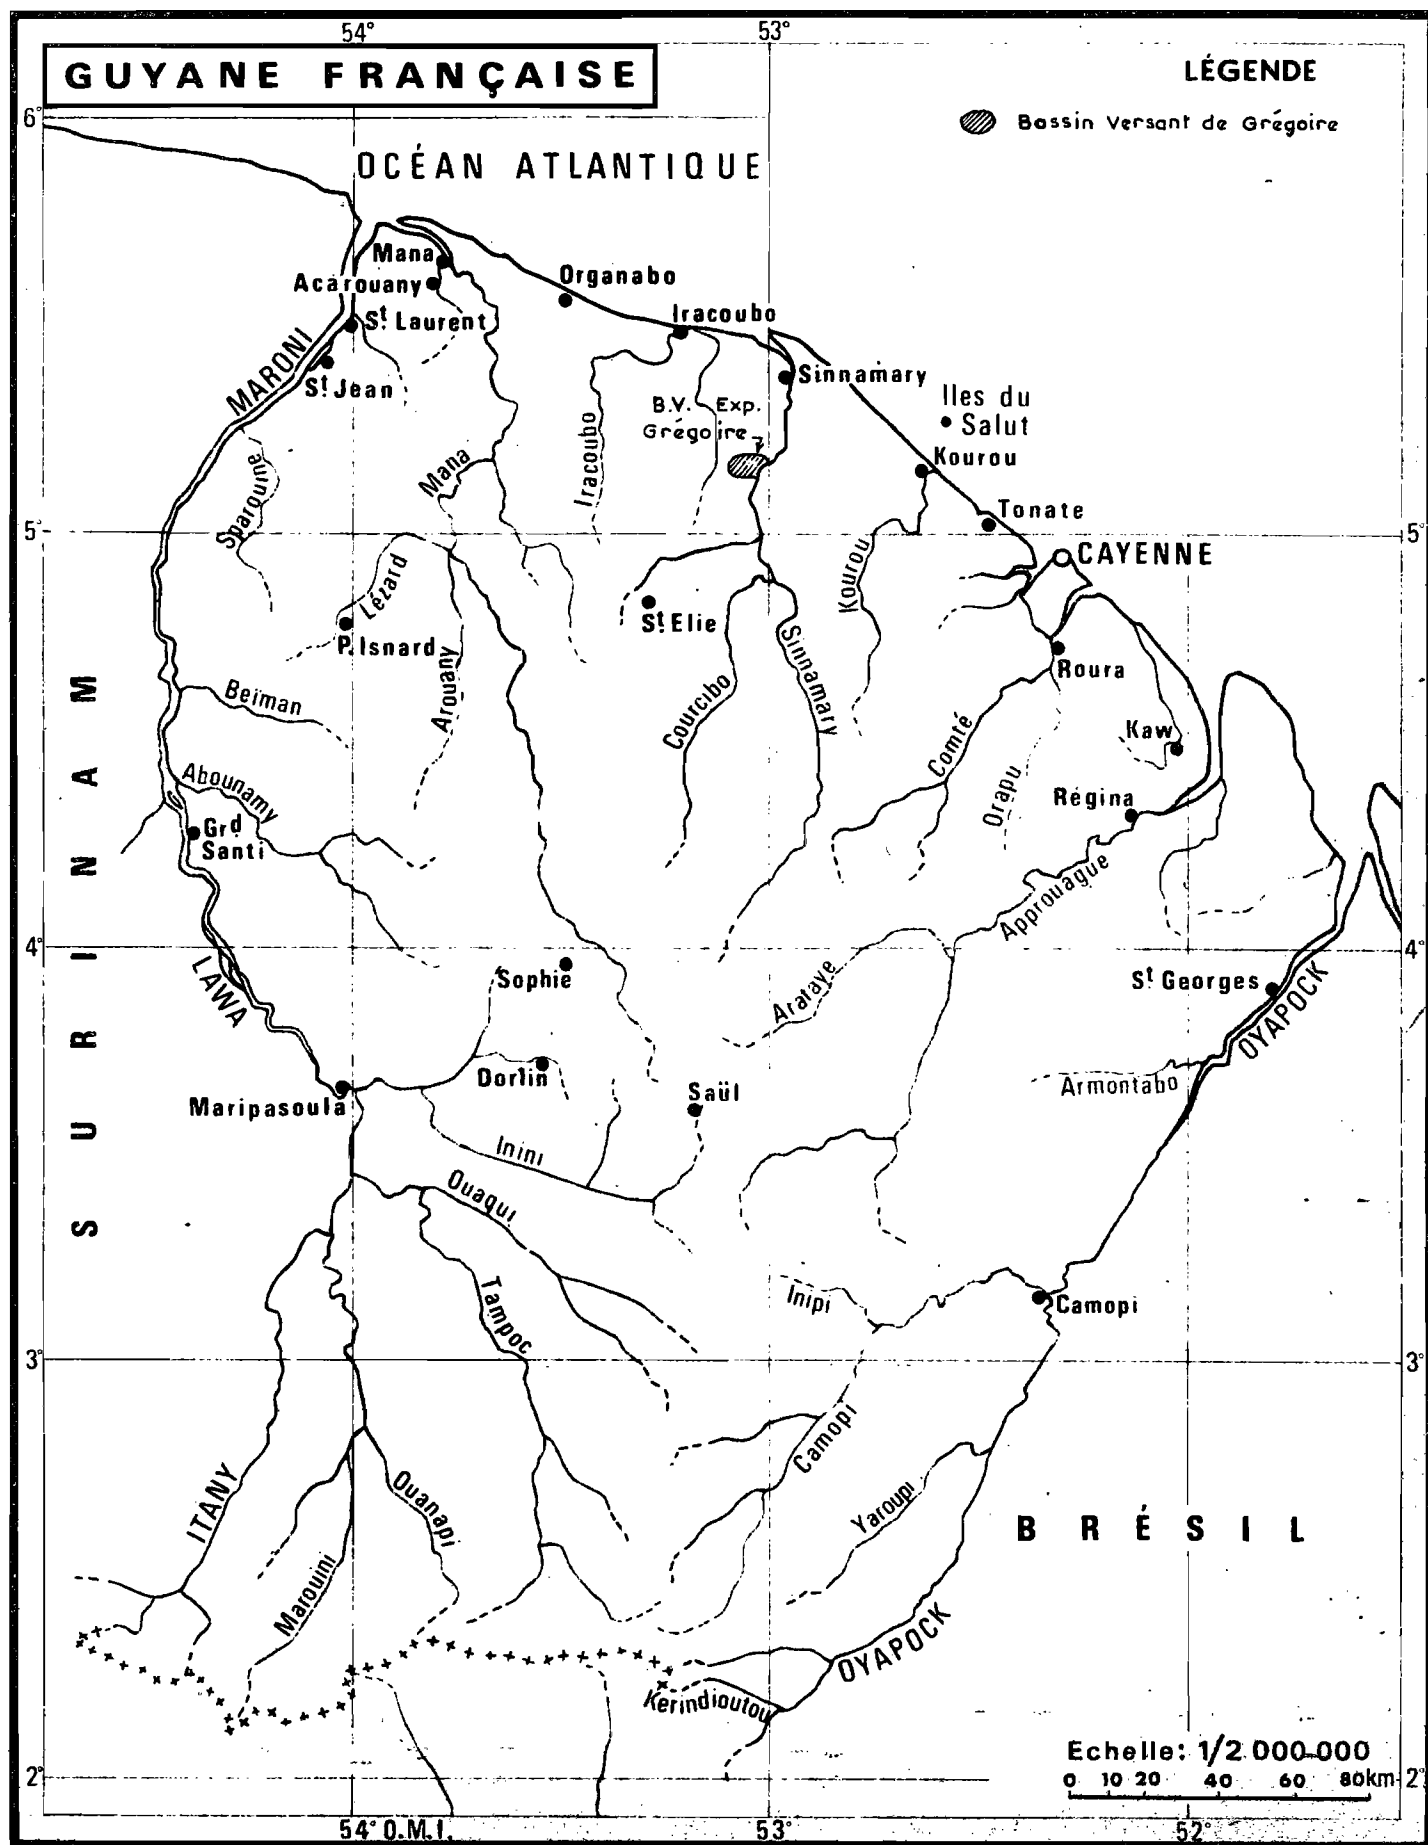 54°
53°
GUYANE FRANÇAISE
LÉGENDE
6°
Bassin Versant de Grégoire
OCÉAN ATLANTIQUE
Mana
Acarouany
Organabo
St Laurent
Iracoubo
MARONI
St Jean
Sinnamary
Iles du
Salut
B.V. Exp.
Grégoire
Iracoubo
Mana
Kourou
Sparouine
Tonate
5°
5°
CAYENNE
Lézard
Kourou
P. Isnard
St Elie
Sinnamary
Roura
Beïman
Arouany
Courcibo
Comté
Kaw
Abounamy
Orapu
Régina
Grd
Santi
Approuague
4°
4°
LAWA
Sophie
Arataye
St Georges
OYAPOCK
Dorlin
Saül
Armontabo
Maripasoula
Inini
Ouaqui
SURINAM
Tampoc
Inipi
Camopi
3°
3°
Camopi
ITANY
Ouanapi
Yaroupi
BRÉSIL
Marouini
OYAPOCK
Kerindioutou
Echelle: 1/2 000 000
2°
0 10 20 40 60 80km
2°
54° O.M.I.
53°
52°